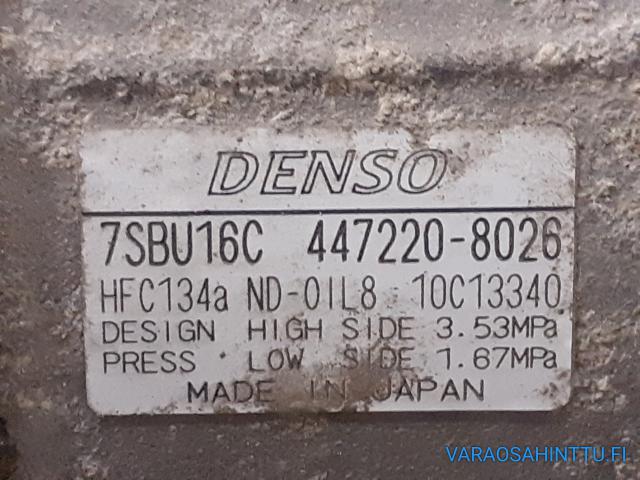 DENSO
7SBU16C 447220-8026
HFC134a ND-OIL8 10C13340
DESIGN HIGH SIDE 3.53MPa
PRESS LOW SIDE 1.67MPa
MADE IN JAPAN
VARAOSAHINTTU.FI